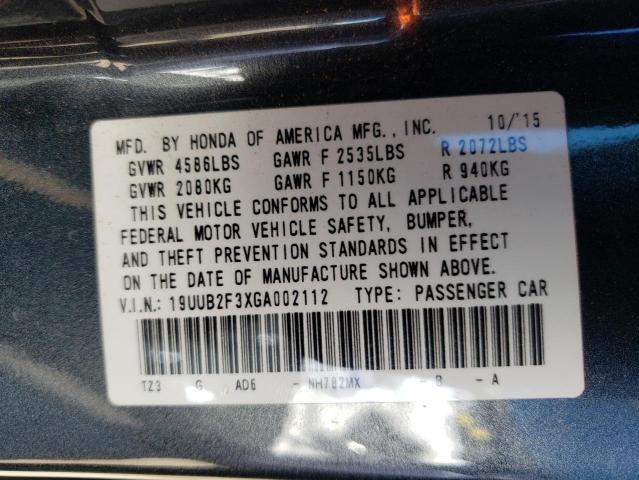 MFD. BY HONDA OF AMERICA MFG., INC. 10/'15
GVWR 4586LBS GAWR F 2535LBS R 2072LBS
GVWR 2080KG GAWR F 1150KG R 940KG
THIS VEHICLE CONFORMS TO ALL APPLICABLE
FEDERAL MOTOR VEHICLE SAFETY, BUMPER,
AND THEFT PREVENTION STANDARDS IN EFFECT
ON THE DATE OF MANUFACTURE SHOWN ABOVE.
V.I.N.: 19UUB2F3XGA002112 TYPE: PASSENGER CAR
TZ3 G AD6 - NH782MX - B - A